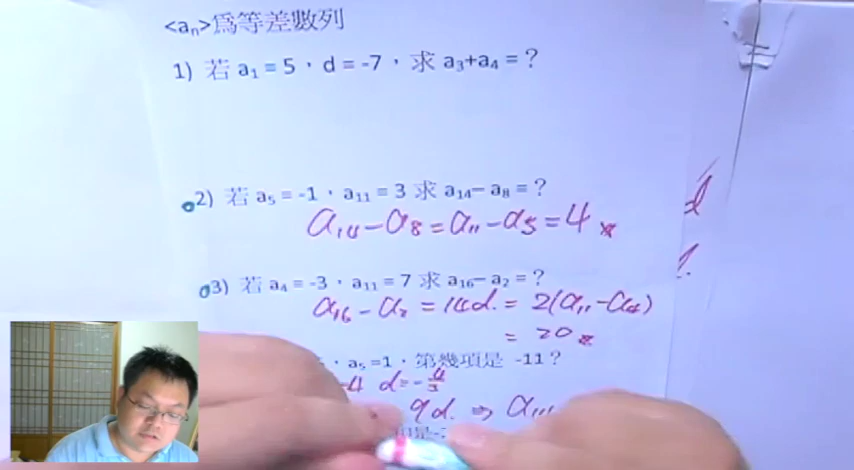 <aₙ>為等差數列
1) 若 a₁ = 5,d = -7,求 a₃+a₄ = ?
2) 若 a₅ = -1,a₁₁ = 3 求 a₁₄− a₈ = ?
a₁₄ − a₈ = a₁₁ − a₅ = 4
3) 若 a₄ = -3,a₁₁ = 7 求 a₁₆− a₂ = ?
a₁₆ − a₂ = 14d = 2(a₁₁ − a₄)
= 20
,a₅ =1,第幾項是 -11?
-4 d = -
9d ⇒ a